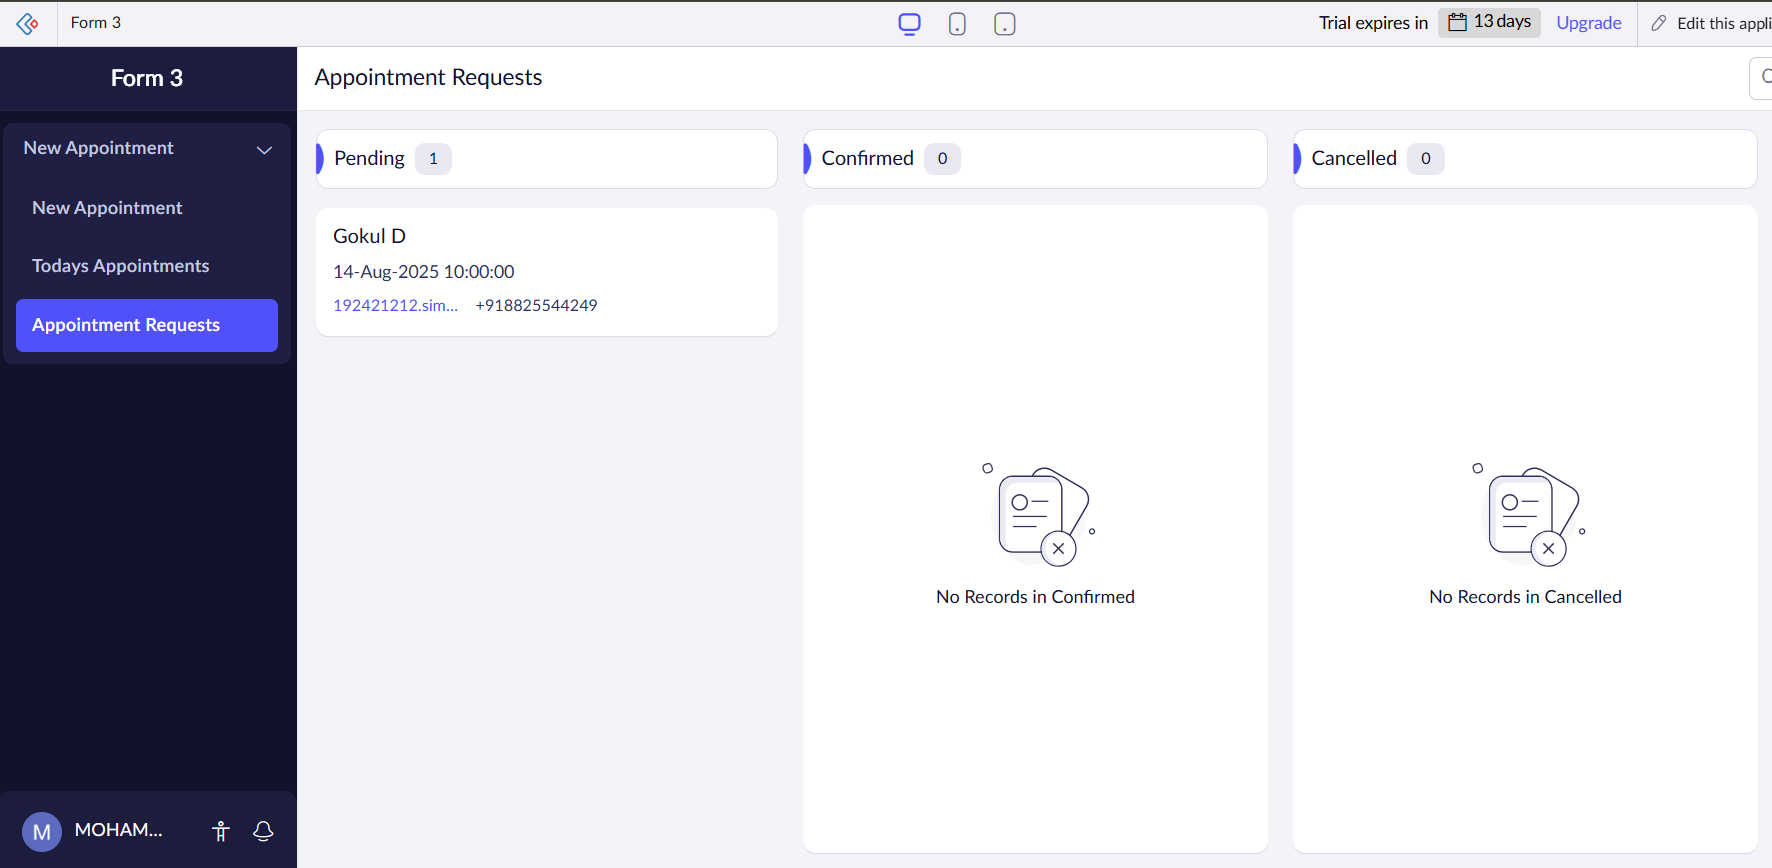 Form 3
Trial expires in 13 days Upgrade Edit this appli
Form 3
New Appointment
New Appointment
Todays Appointments
Appointment Requests
MOHAM...
M
Appointment Requests
Pending 1
Gokul D
14-Aug-2025 10:00:00
192421212.sim... +918825544249
Confirmed 0
No Records in Confirmed
Cancelled 0
No Records in Cancelled